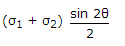 (σ₁ + σ₂) sin 2θ / 2